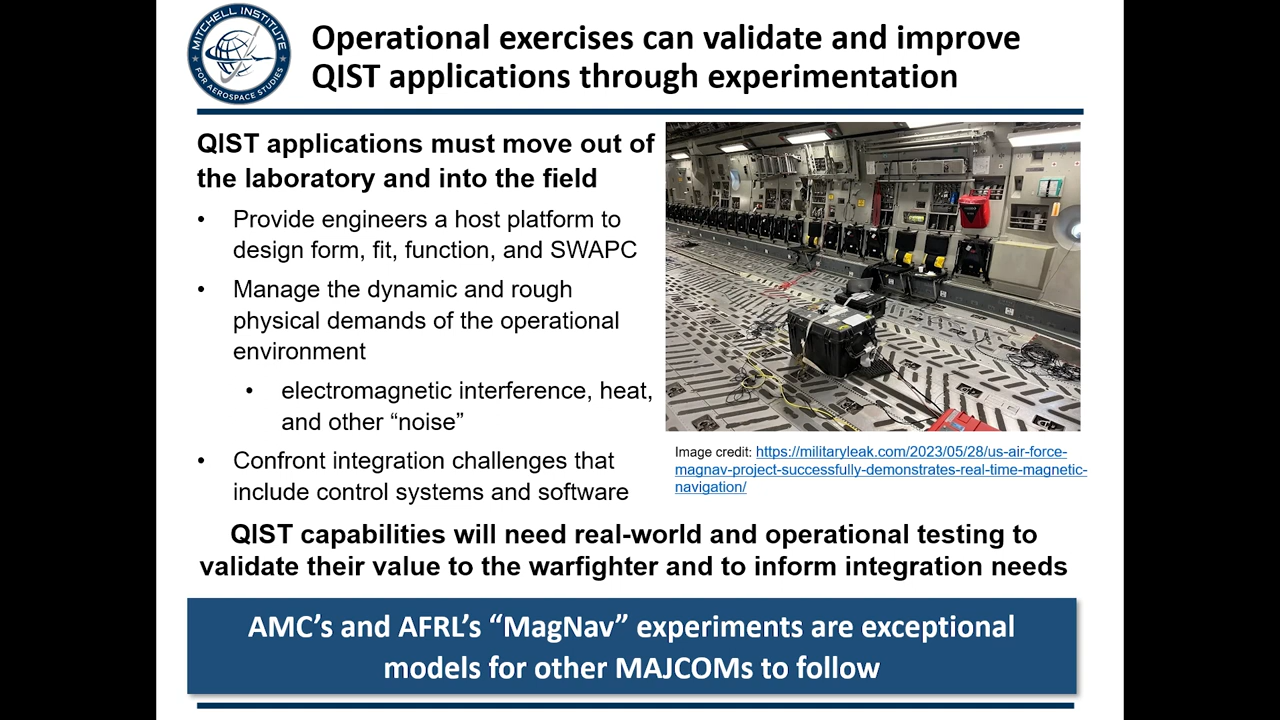 MITCHELL INSTITUTE
FOR AEROSPACE STUDIES
Operational exercises can validate and improve
QIST applications through experimentation
QIST applications must move out of
the laboratory and into the field
• Provide engineers a host platform to
design form, fit, function, and SWAPC
• Manage the dynamic and rough
physical demands of the operational
environment
• electromagnetic interference, heat,
and other “noise”
• Confront integration challenges that
include control systems and software
Image credit: https://militaryleak.com/2023/05/28/us-air-force-
magnav-project-successfully-demonstrates-real-time-magnetic-
navigation/
QIST capabilities will need real-world and operational testing to
validate their value to the warfighter and to inform integration needs
AMC’s and AFRL’s “MagNav” experiments are exceptional
models for other MAJCOMs to follow